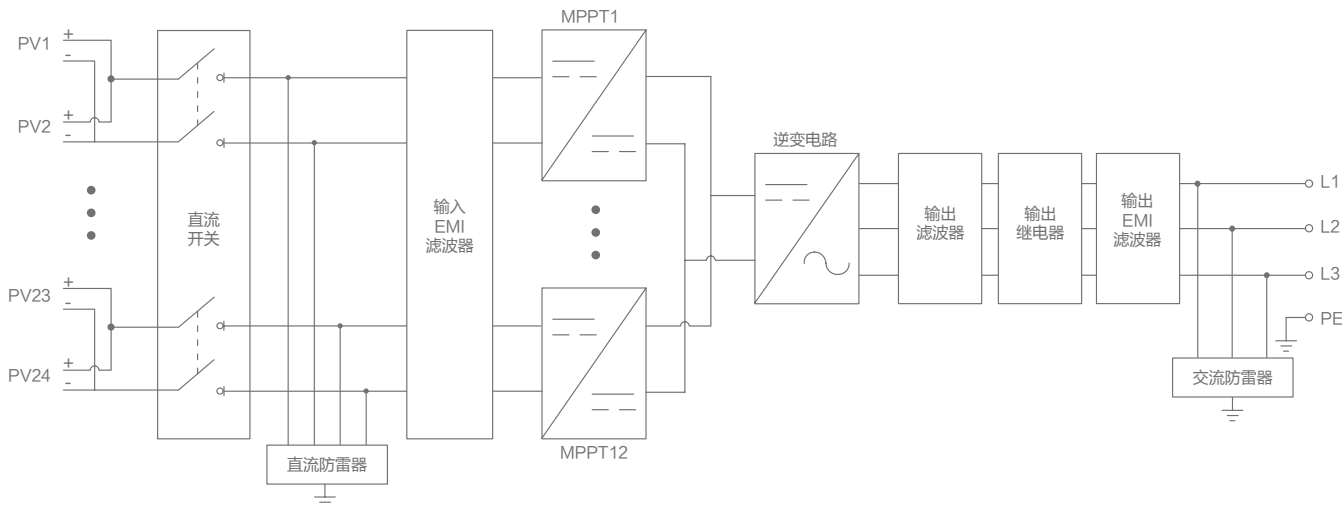 MPPT1
PV1
+
-
PV2
+
-
逆变电路
直流
开关
输入
EMI
滤波器
输出
滤波器
输出
继电器
输出
EMI
滤波器
L1
L2
L3
PE
PV23
+
-
PV24
+
-
交流防雷器
MPPT12
直流防雷器